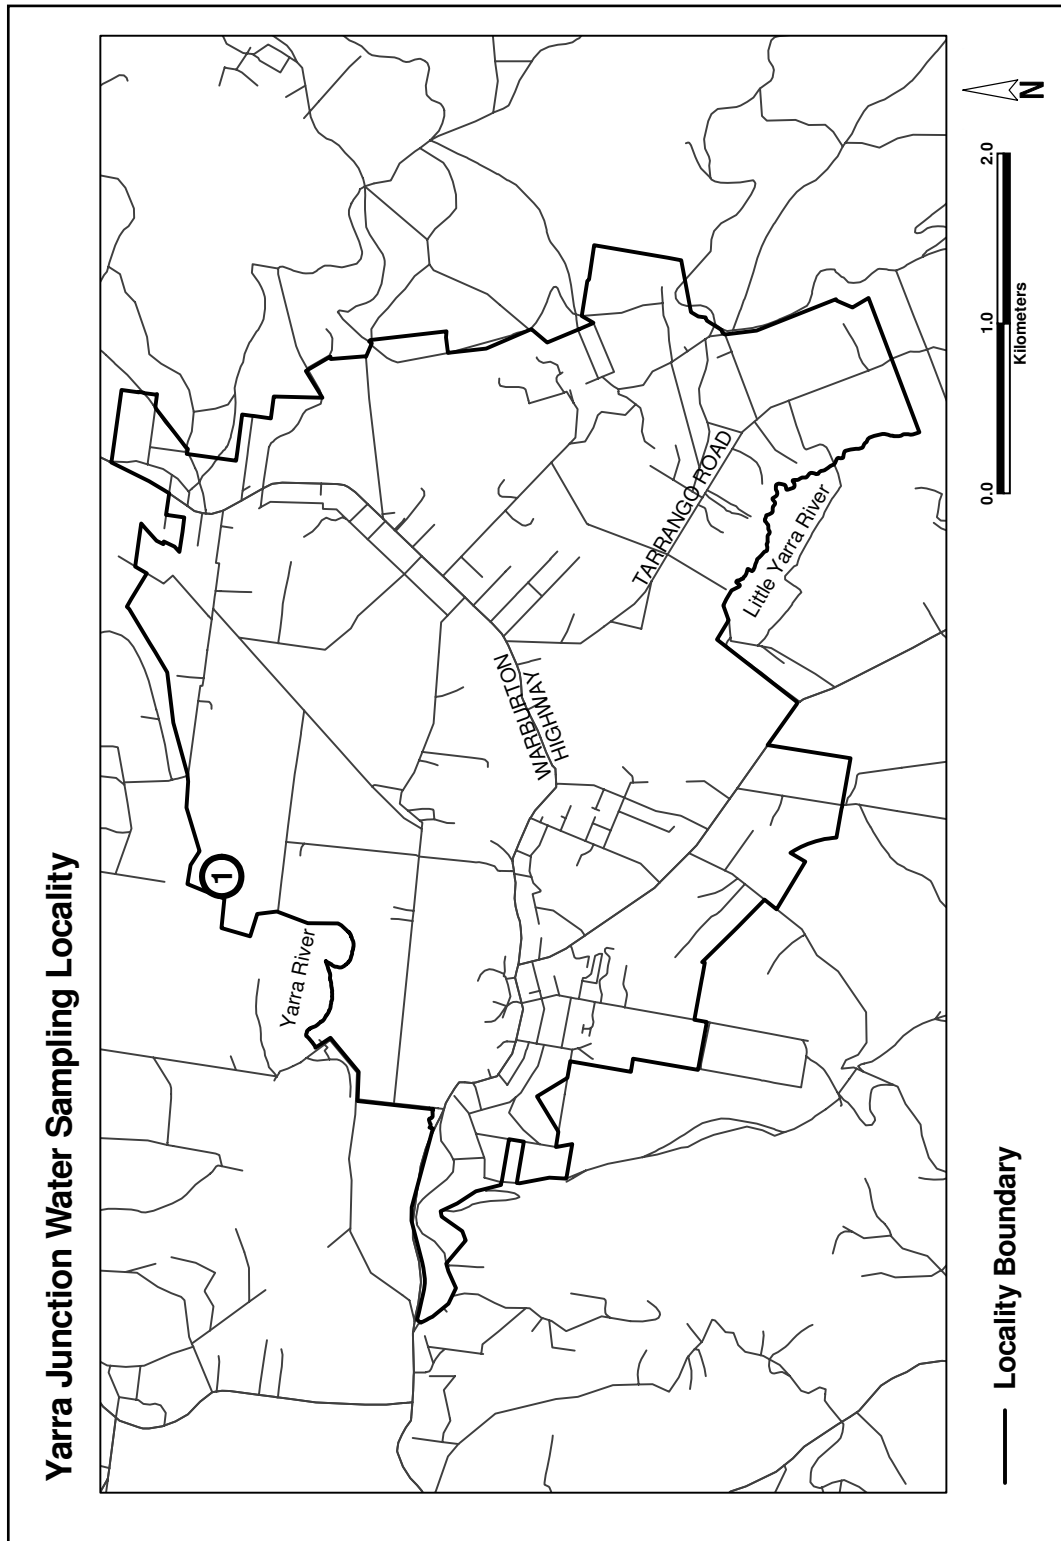 Yarra Junction Water Sampling Locality
1
Yarra River
WARBURTON
HIGHWAY
TARRANGO ROAD
Little Yarra River
Locality Boundary
0.0 1.0 2.0
Kilometers
N